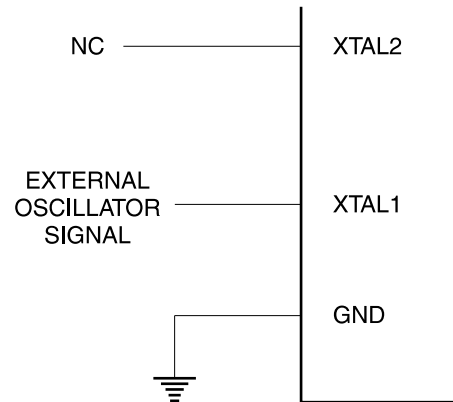 NC
XTAL2
EXTERNAL
OSCILLATOR
SIGNAL
XTAL1
GND